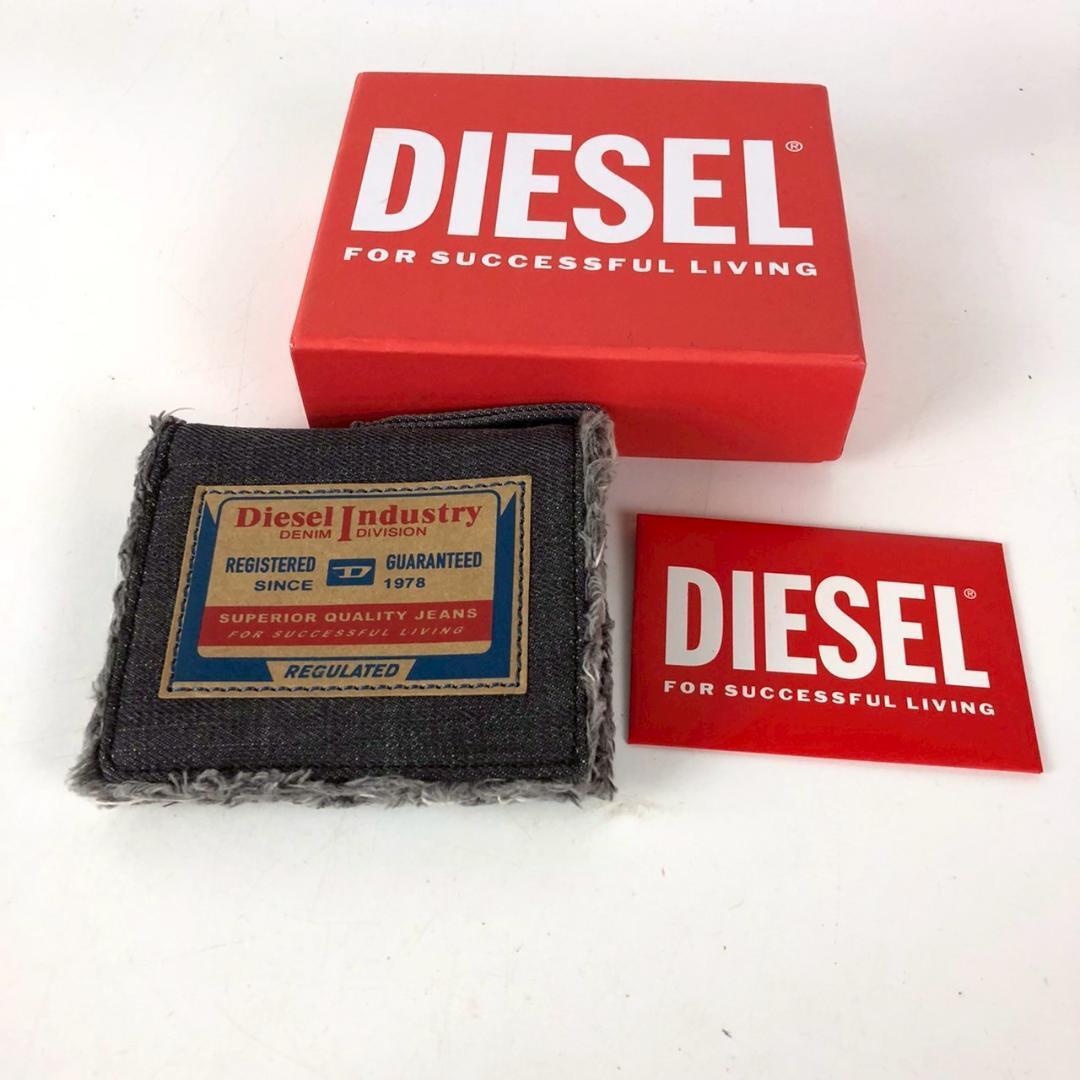 DIESEL®
FOR SUCCESSFUL LIVING
Diesel Industry
DENIM DIVISION
REGISTERED D GUARANTEED
SINCE 1978
SUPERIOR QUALITY JEANS
FOR SUCCESSFUL LIVING
REGULATED
DIESEL®
FOR SUCCESSFUL LIVING